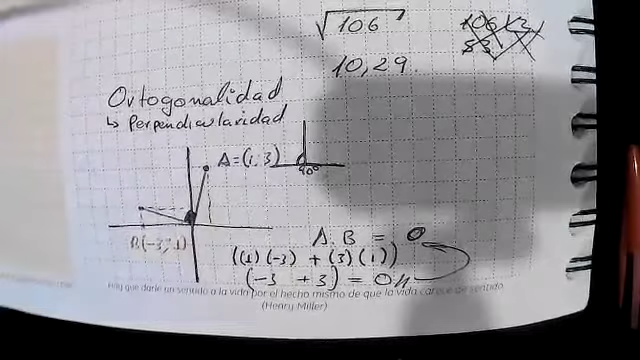 √106
10,29
Ortogonalidad
↳ Perpendicularidad
A=(1,3)
90°
B(-3,1)
A.B = 0
((1)(-3) + (3)(1))
(-3 +3) = 0//
Hay que darle un sentido a la vida por el hecho mismo de que la vida carece de sentido.
(Henry Miller)